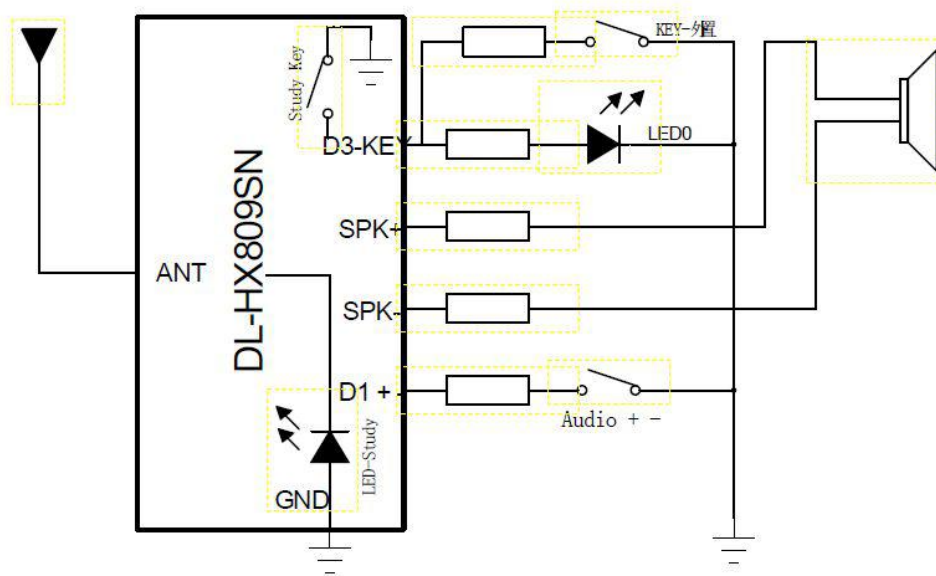 KEY-外置
Study Key
D3-KEY
LED0
SPK+
ANT
DL-HX809SN
SPK-
D1 +
Audio + -
LED-Study
GND